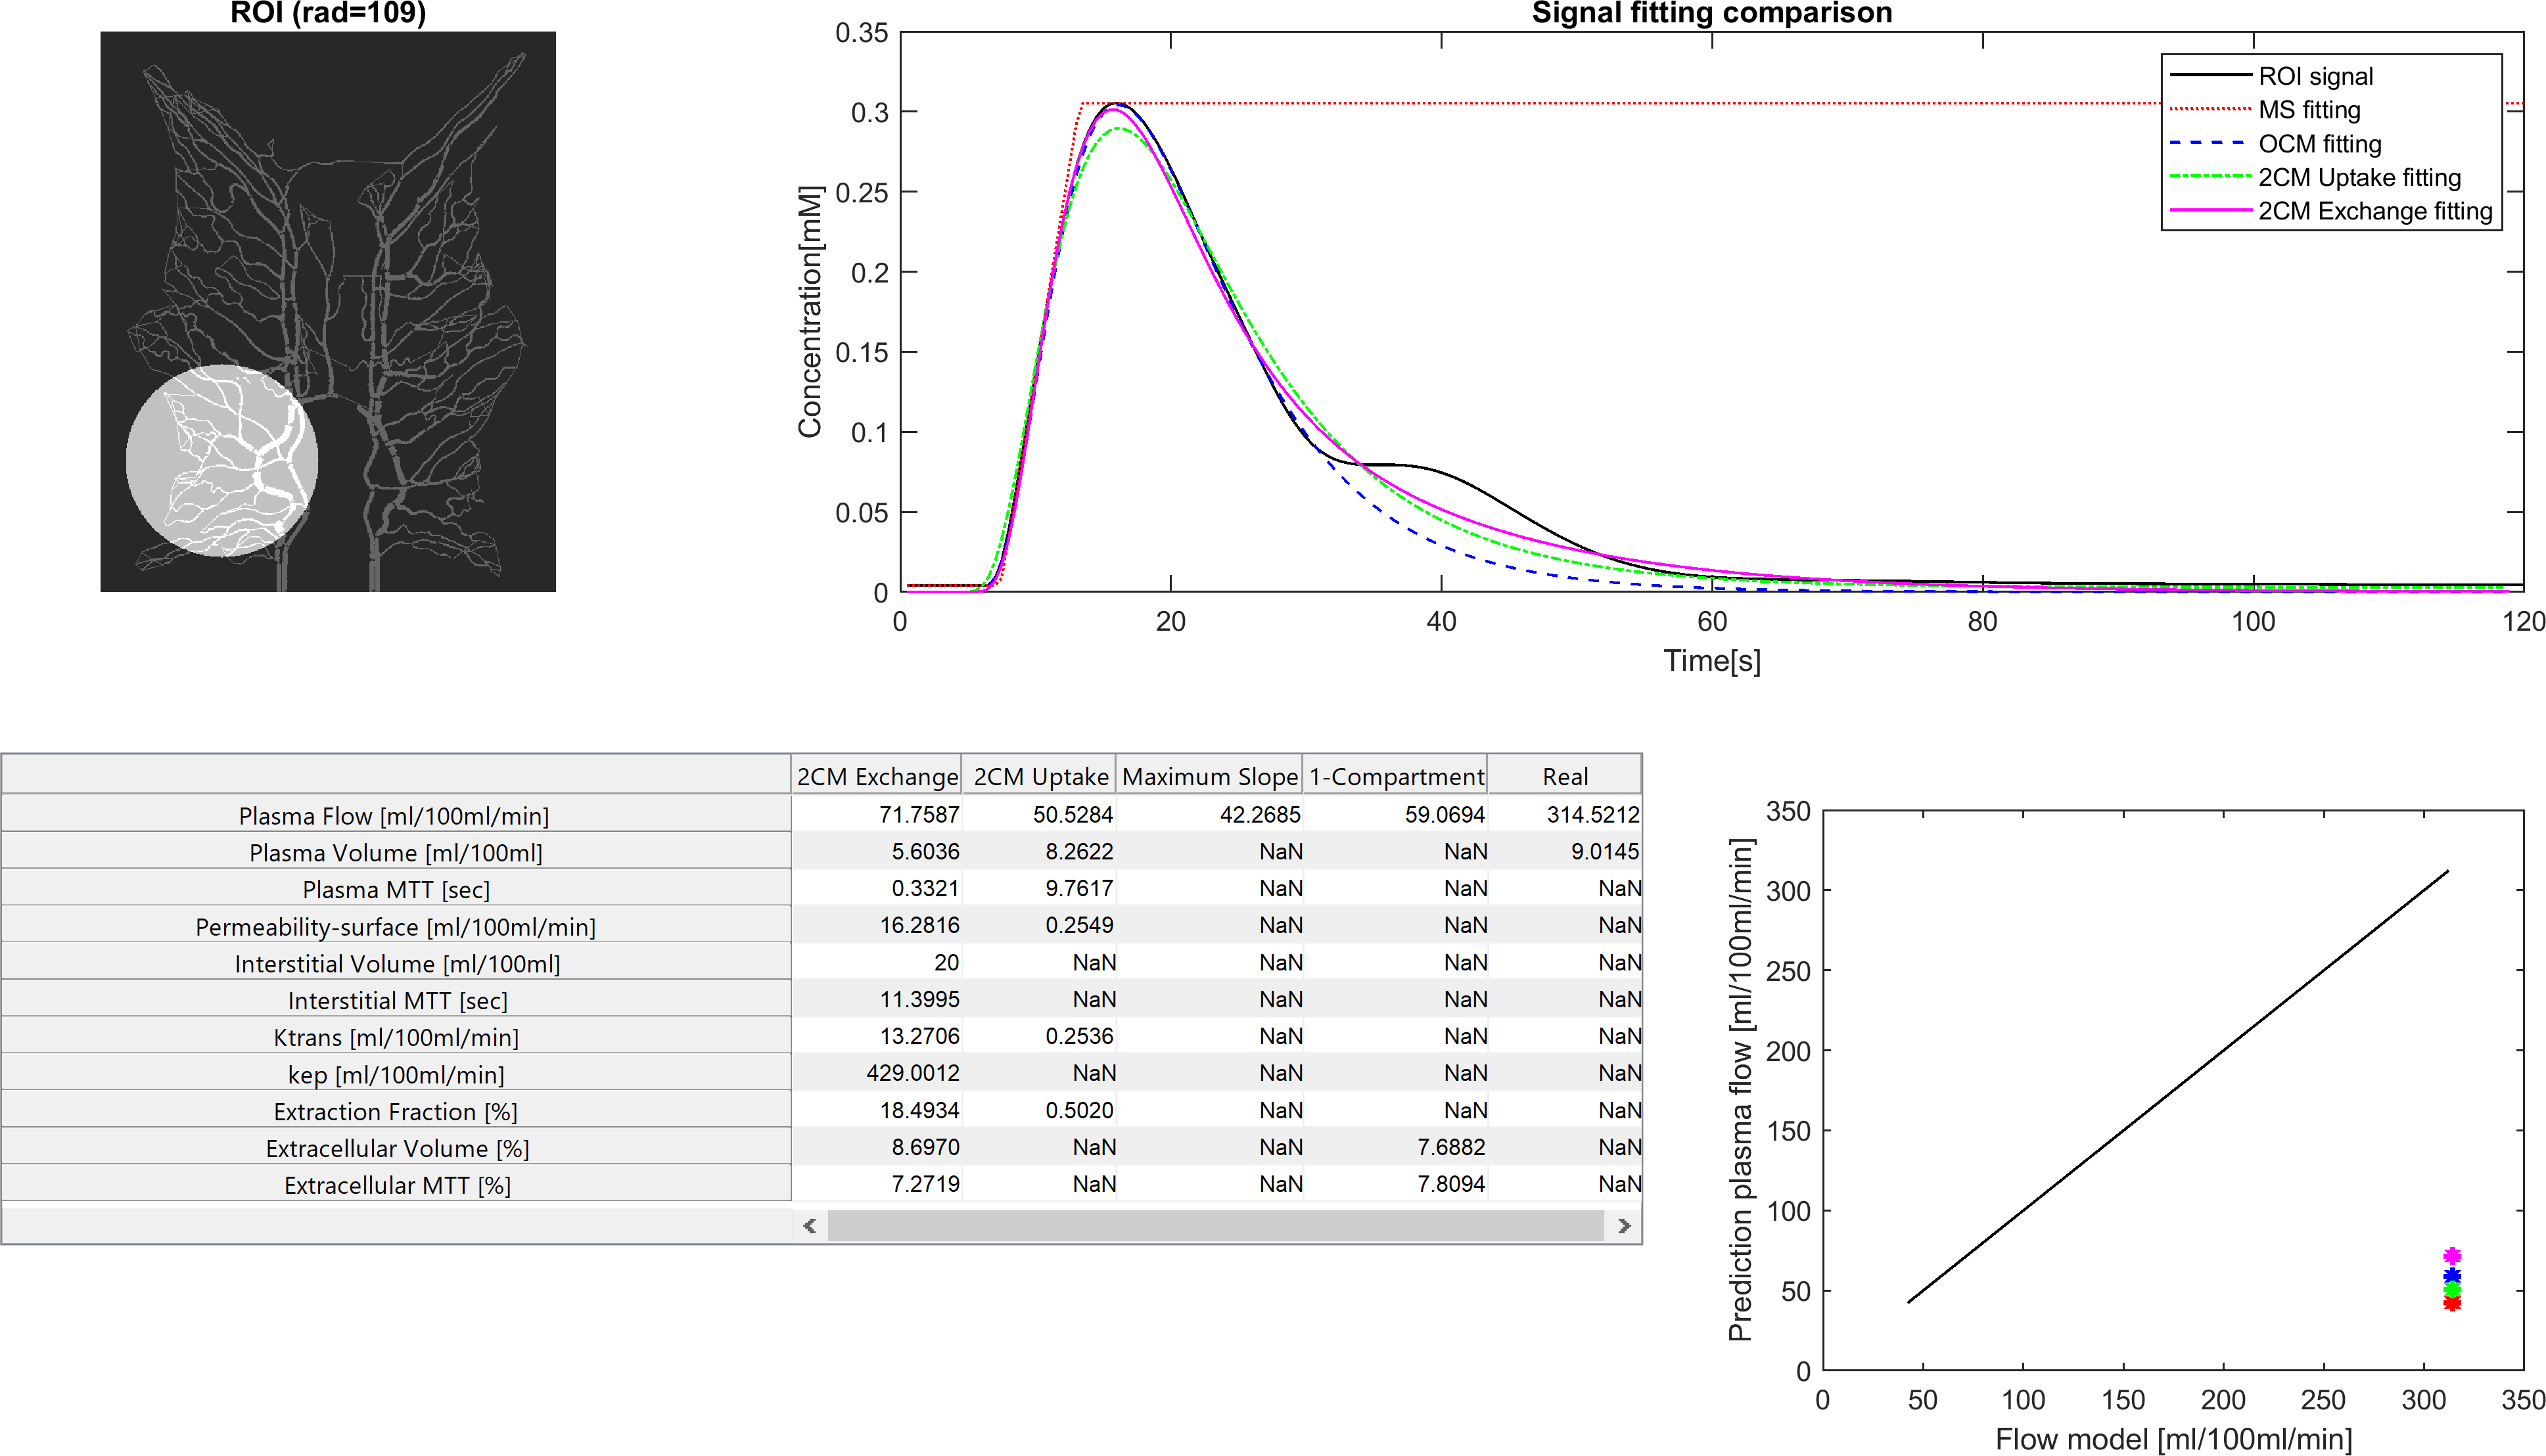 ROI (rad=109)
Signal fitting comparison
0.35
0.3
0.25
0.2
0.15
0.1
0.05
0
Concentration[mM]
0 20 40 60 80 100 120
Time[s]
ROI signal
MS fitting
OCM fitting
2CM Uptake fitting
2CM Exchange fitting
2CM Exchange 2CM Uptake Maximum Slope 1-Compartment Real
Plasma Flow [ml/100ml/min] 71.7587 50.5284 42.2685 59.0694 314.5212
Plasma Volume [ml/100ml] 5.6036 8.2622 NaN NaN 9.0145
Plasma MTT [sec] 0.3321 9.7617 NaN NaN NaN
Permeability-surface [ml/100ml/min] 16.2816 0.2549 NaN NaN NaN
Interstitial Volume [ml/100ml] 20 NaN NaN NaN NaN
Interstitial MTT [sec] 11.3995 NaN NaN NaN NaN
Ktrans [ml/100ml/min] 13.2706 0.2536 NaN NaN NaN
kep [ml/100ml/min] 429.0012 NaN NaN NaN NaN
Extraction Fraction [%] 18.4934 0.5020 NaN NaN NaN
Extracellular Volume [%] 8.6970 NaN NaN 7.6882 NaN
Extracellular MTT [%] 7.2719 NaN NaN 7.8094 NaN
350
300
250
200
150
100
50
0
Prediction plasma flow [ml/100ml/min]
0 50 100 150 200 250 300 350
Flow model [ml/100ml/min]